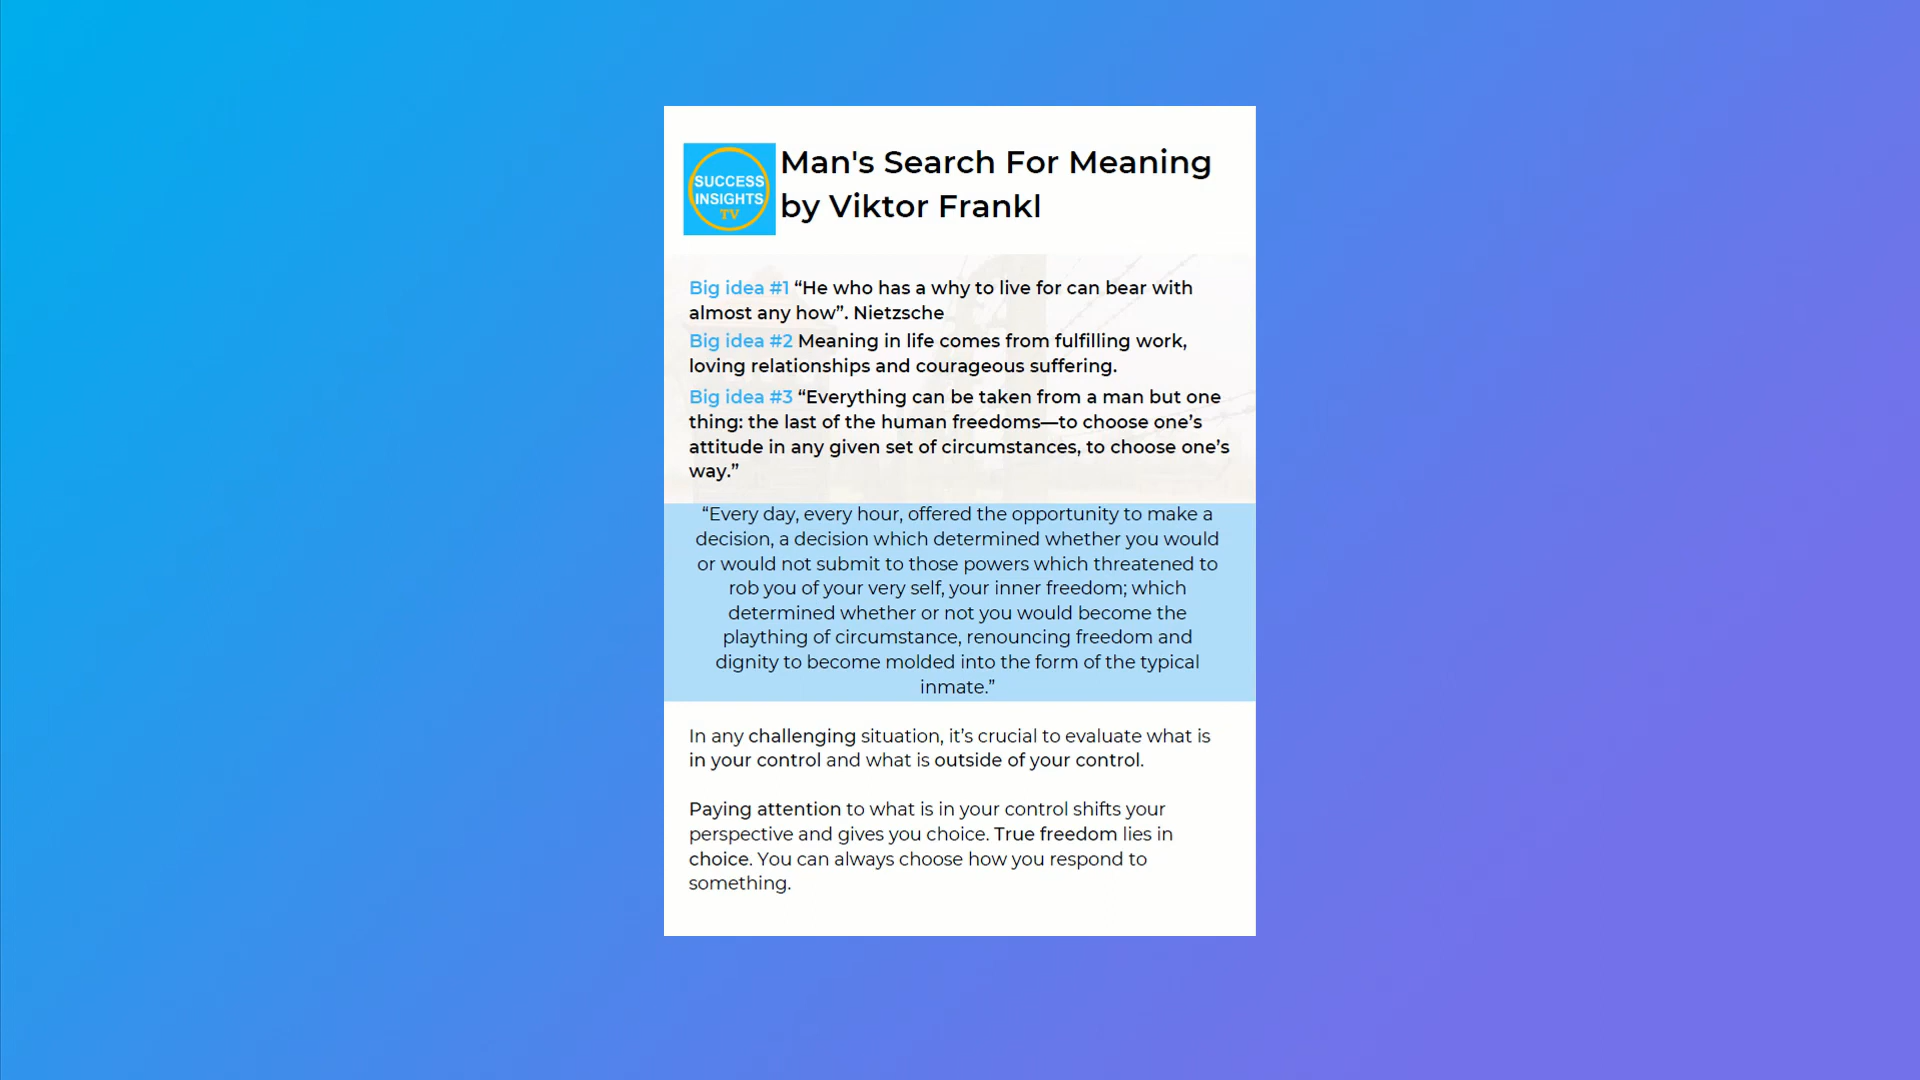 SUCCESS
INSIGHTS
TV
Man's Search For Meaning
by Viktor Frankl
Big idea #1 “He who has a why to live for can bear with
almost any how”. Nietzsche
Big idea #2 Meaning in life comes from fulfilling work,
loving relationships and courageous suffering.
Big idea #3 “Everything can be taken from a man but one
thing: the last of the human freedoms—to choose one’s
attitude in any given set of circumstances, to choose one’s
way.”
“Every day, every hour, offered the opportunity to make a
decision, a decision which determined whether you would
or would not submit to those powers which threatened to
rob you of your very self, your inner freedom; which
determined whether or not you would become the
plaything of circumstance, renouncing freedom and
dignity to become molded into the form of the typical
inmate.”
In any challenging situation, it’s crucial to evaluate what is
in your control and what is outside of your control.
Paying attention to what is in your control shifts your
perspective and gives you choice. True freedom lies in
choice. You can always choose how you respond to
something.